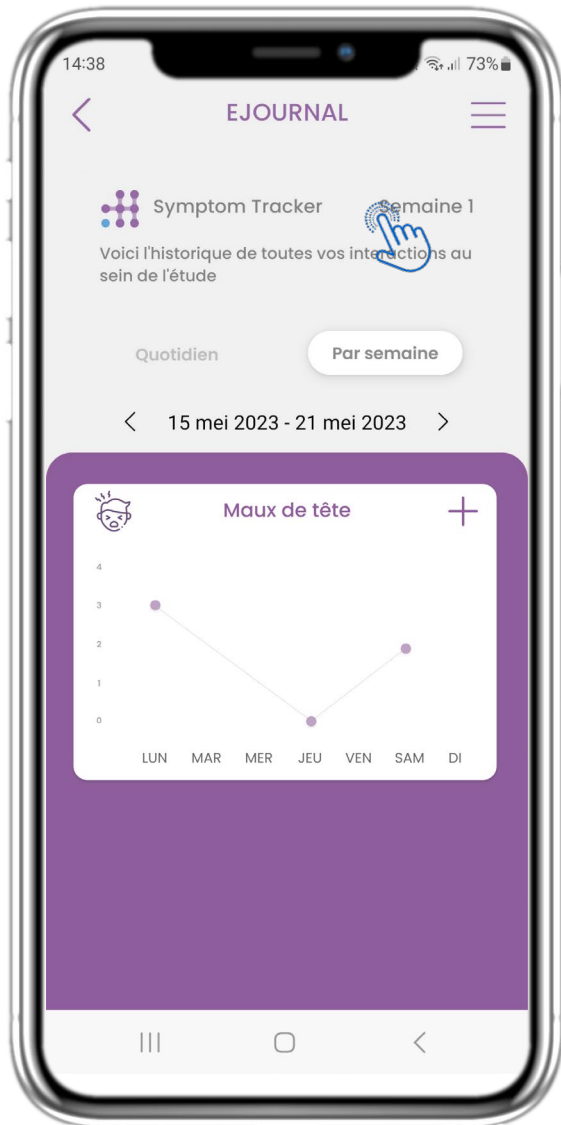 14:38 73%
EJOURNAL
Symptom Tracker Semaine 1
Voici l'historique de toutes vos interactions au
sein de l'étude
Quotidien Par semaine
15 mei 2023 - 21 mei 2023
Maux de tête
4
3
2
1
0
LUN MAR MER JEU VEN SAM DI